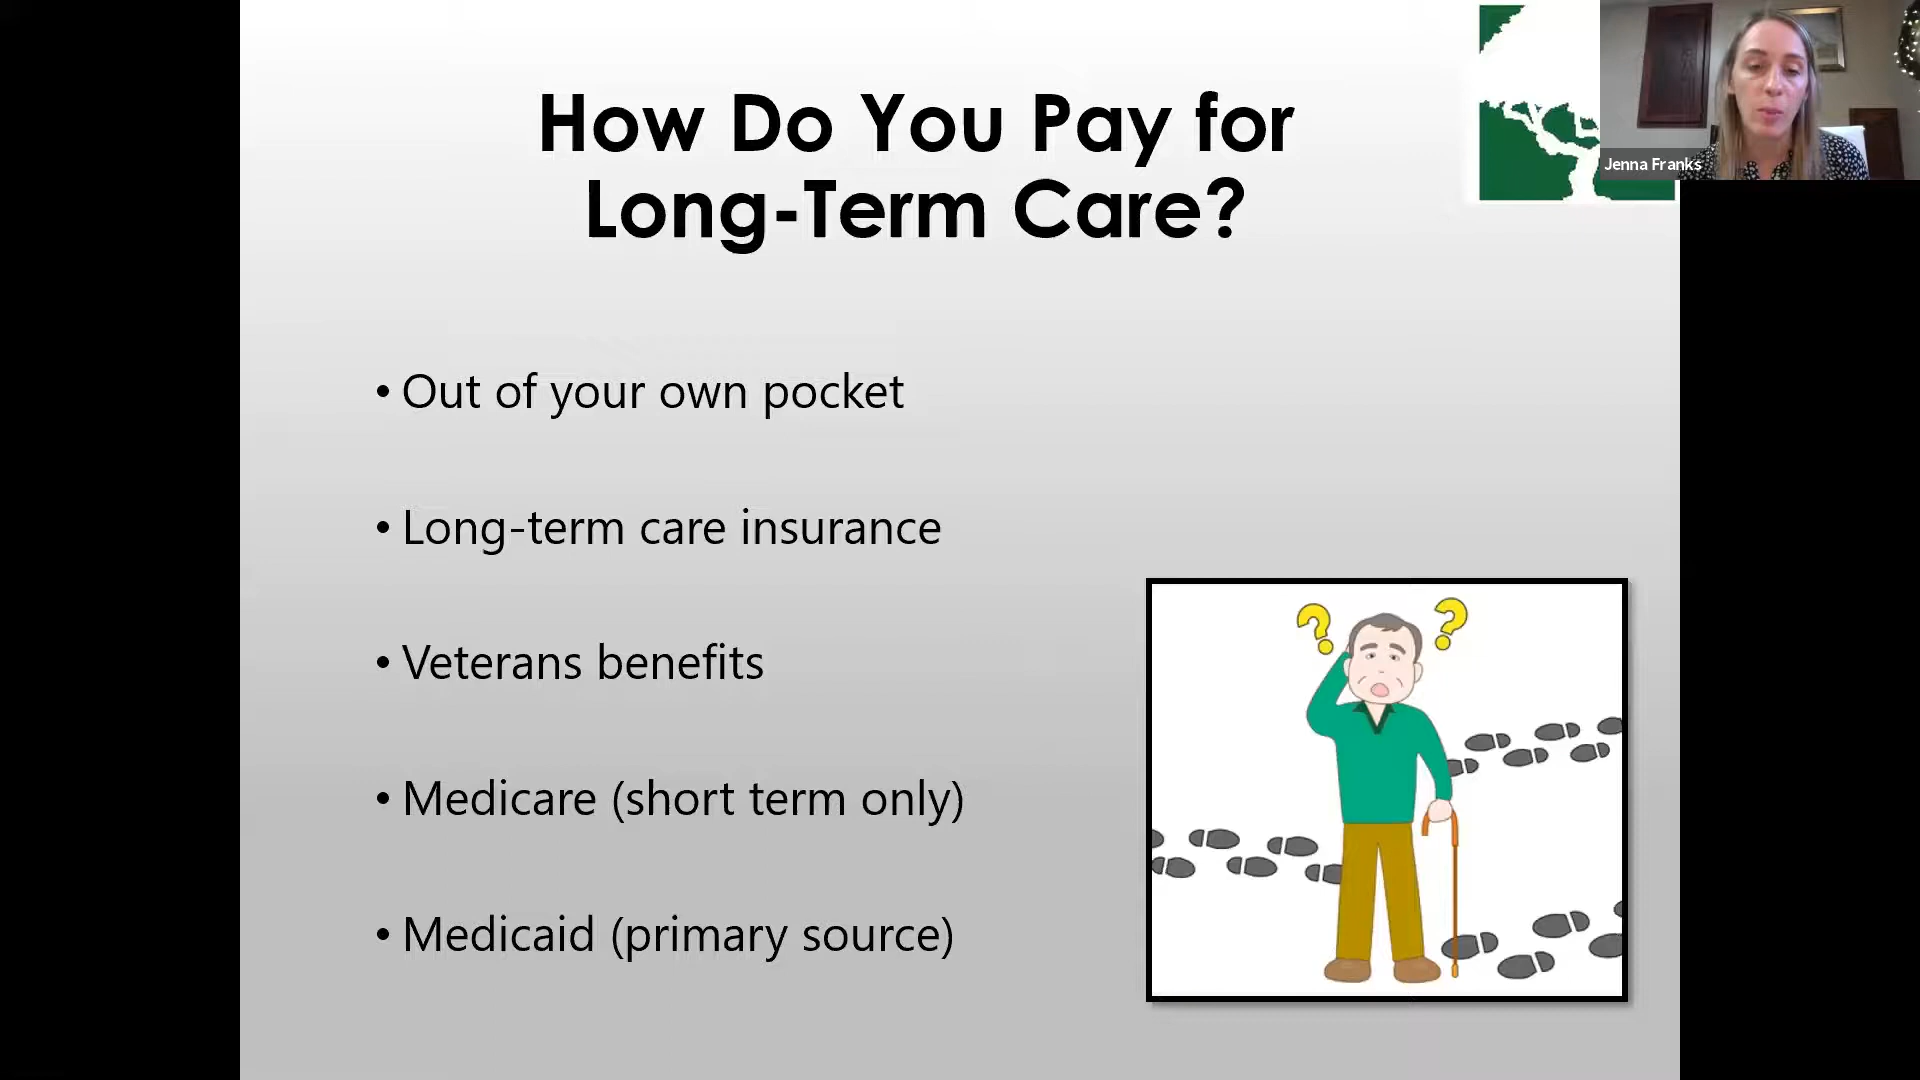 How Do You Pay for
Long-Term Care?
Jenna Franks
• Out of your own pocket
• Long-term care insurance
• Veterans benefits
• Medicare (short term only)
• Medicaid (primary source)
? ?